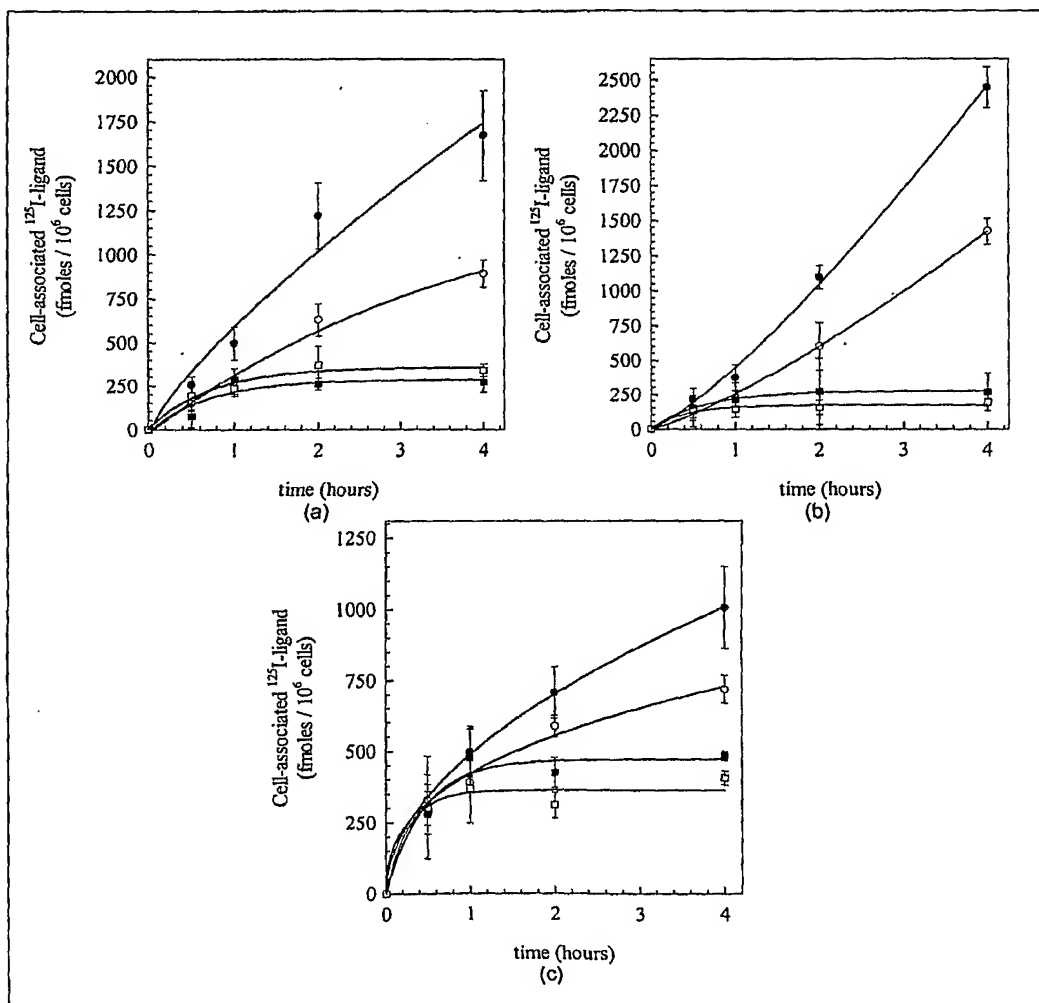 Cell-associated ¹²⁵I-ligand
(fmoles / 10⁶ cells)
2000
1750
1500
1250
1000
750
500
250
0
0 1 2 3 4
time (hours)
(a)
Cell-associated ¹²⁵I-ligand
(fmoles / 10⁶ cells)
2500
2250
2000
1750
1500
1250
1000
750
500
250
0
0 1 2 3 4
time (hours)
(b)
Cell-associated ¹²⁵I-ligand
(fmoles / 10⁶ cells)
1250
1000
750
500
250
0
0 1 2 3 4
time (hours)
(c)